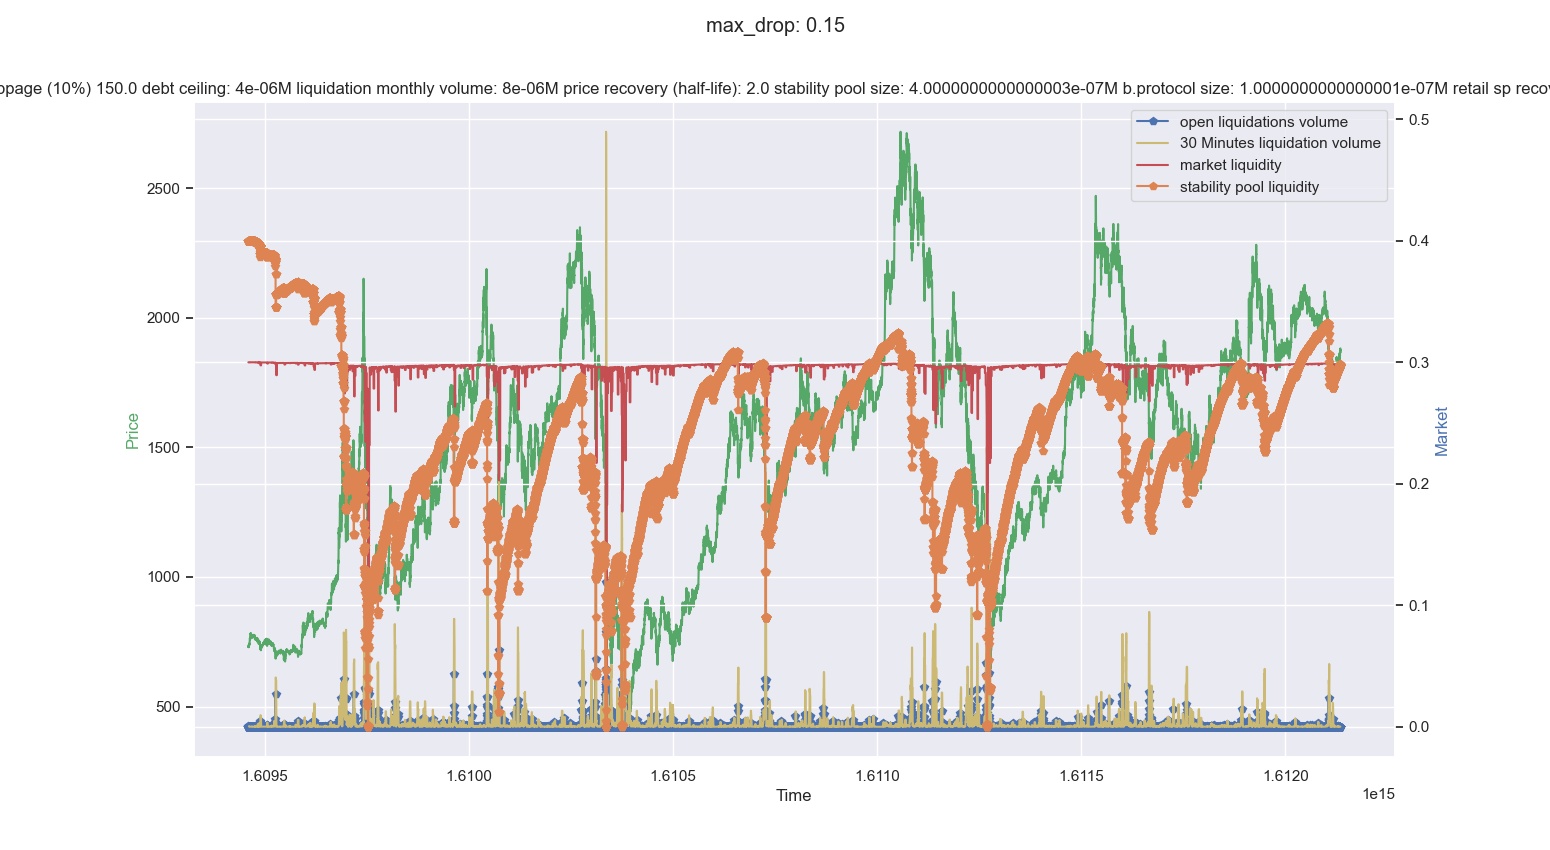 max_drop: 0.15
opage (10%) 150.0 debt ceiling: 4e-06M liquidation monthly volume: 8e-06M price recovery (half-life): 2.0 stability pool size: 4.0000000000000003e-07M b.protocol size: 1.0000000000000001e-07M retail sp recov
open liquidations volume
30 Minutes liquidation volume
market liquidity
stability pool liquidity
2500
2000
1500
1000
500
Price
0.5
0.4
0.3
0.2
0.1
0.0
Market
1.6095
1.6100
1.6105
1.6110
1.6115
1.6120
Time
1e15